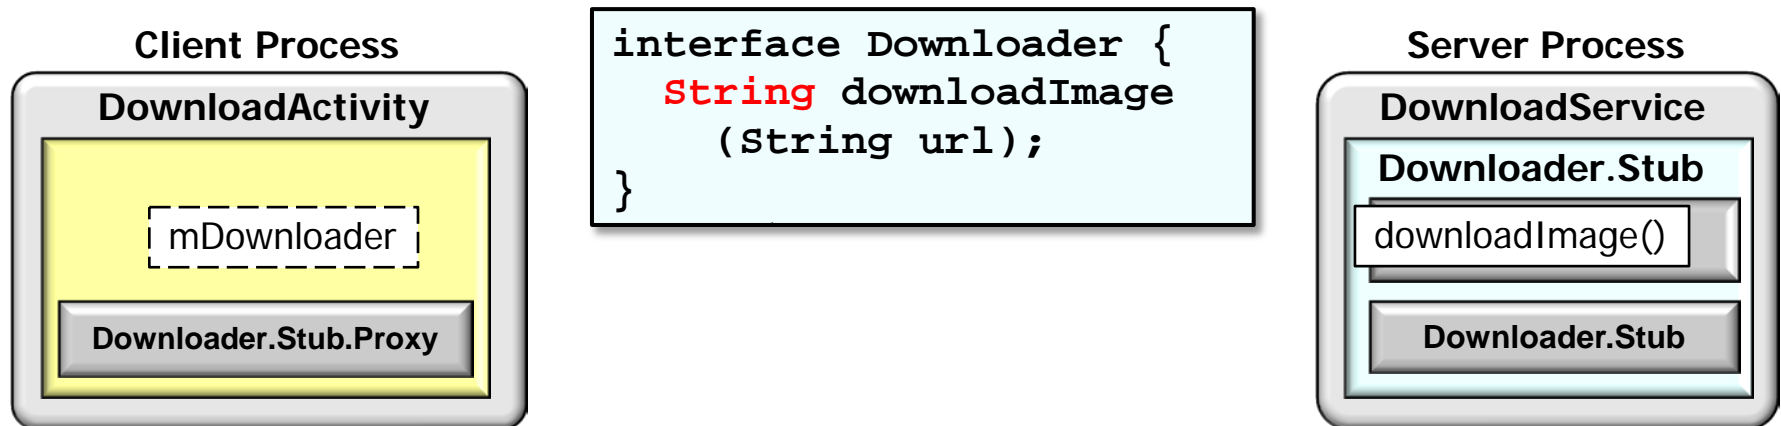 Client Process
DownloadActivity
mDownloader
Downloader.Stub.Proxy
interface Downloader {
String downloadImage
(String url);
}
Server Process
DownloadService
Downloader.Stub
downloadImage()
Downloader.Stub